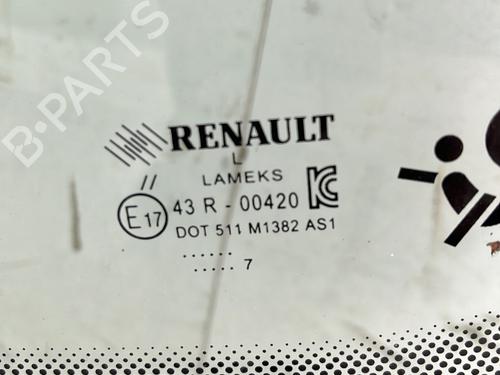 B-PARTS
RENAULT
L
LAMEKS
//
E17 43 R - 00420 KC
DOT 511 M1382 AS1
......
..... 7